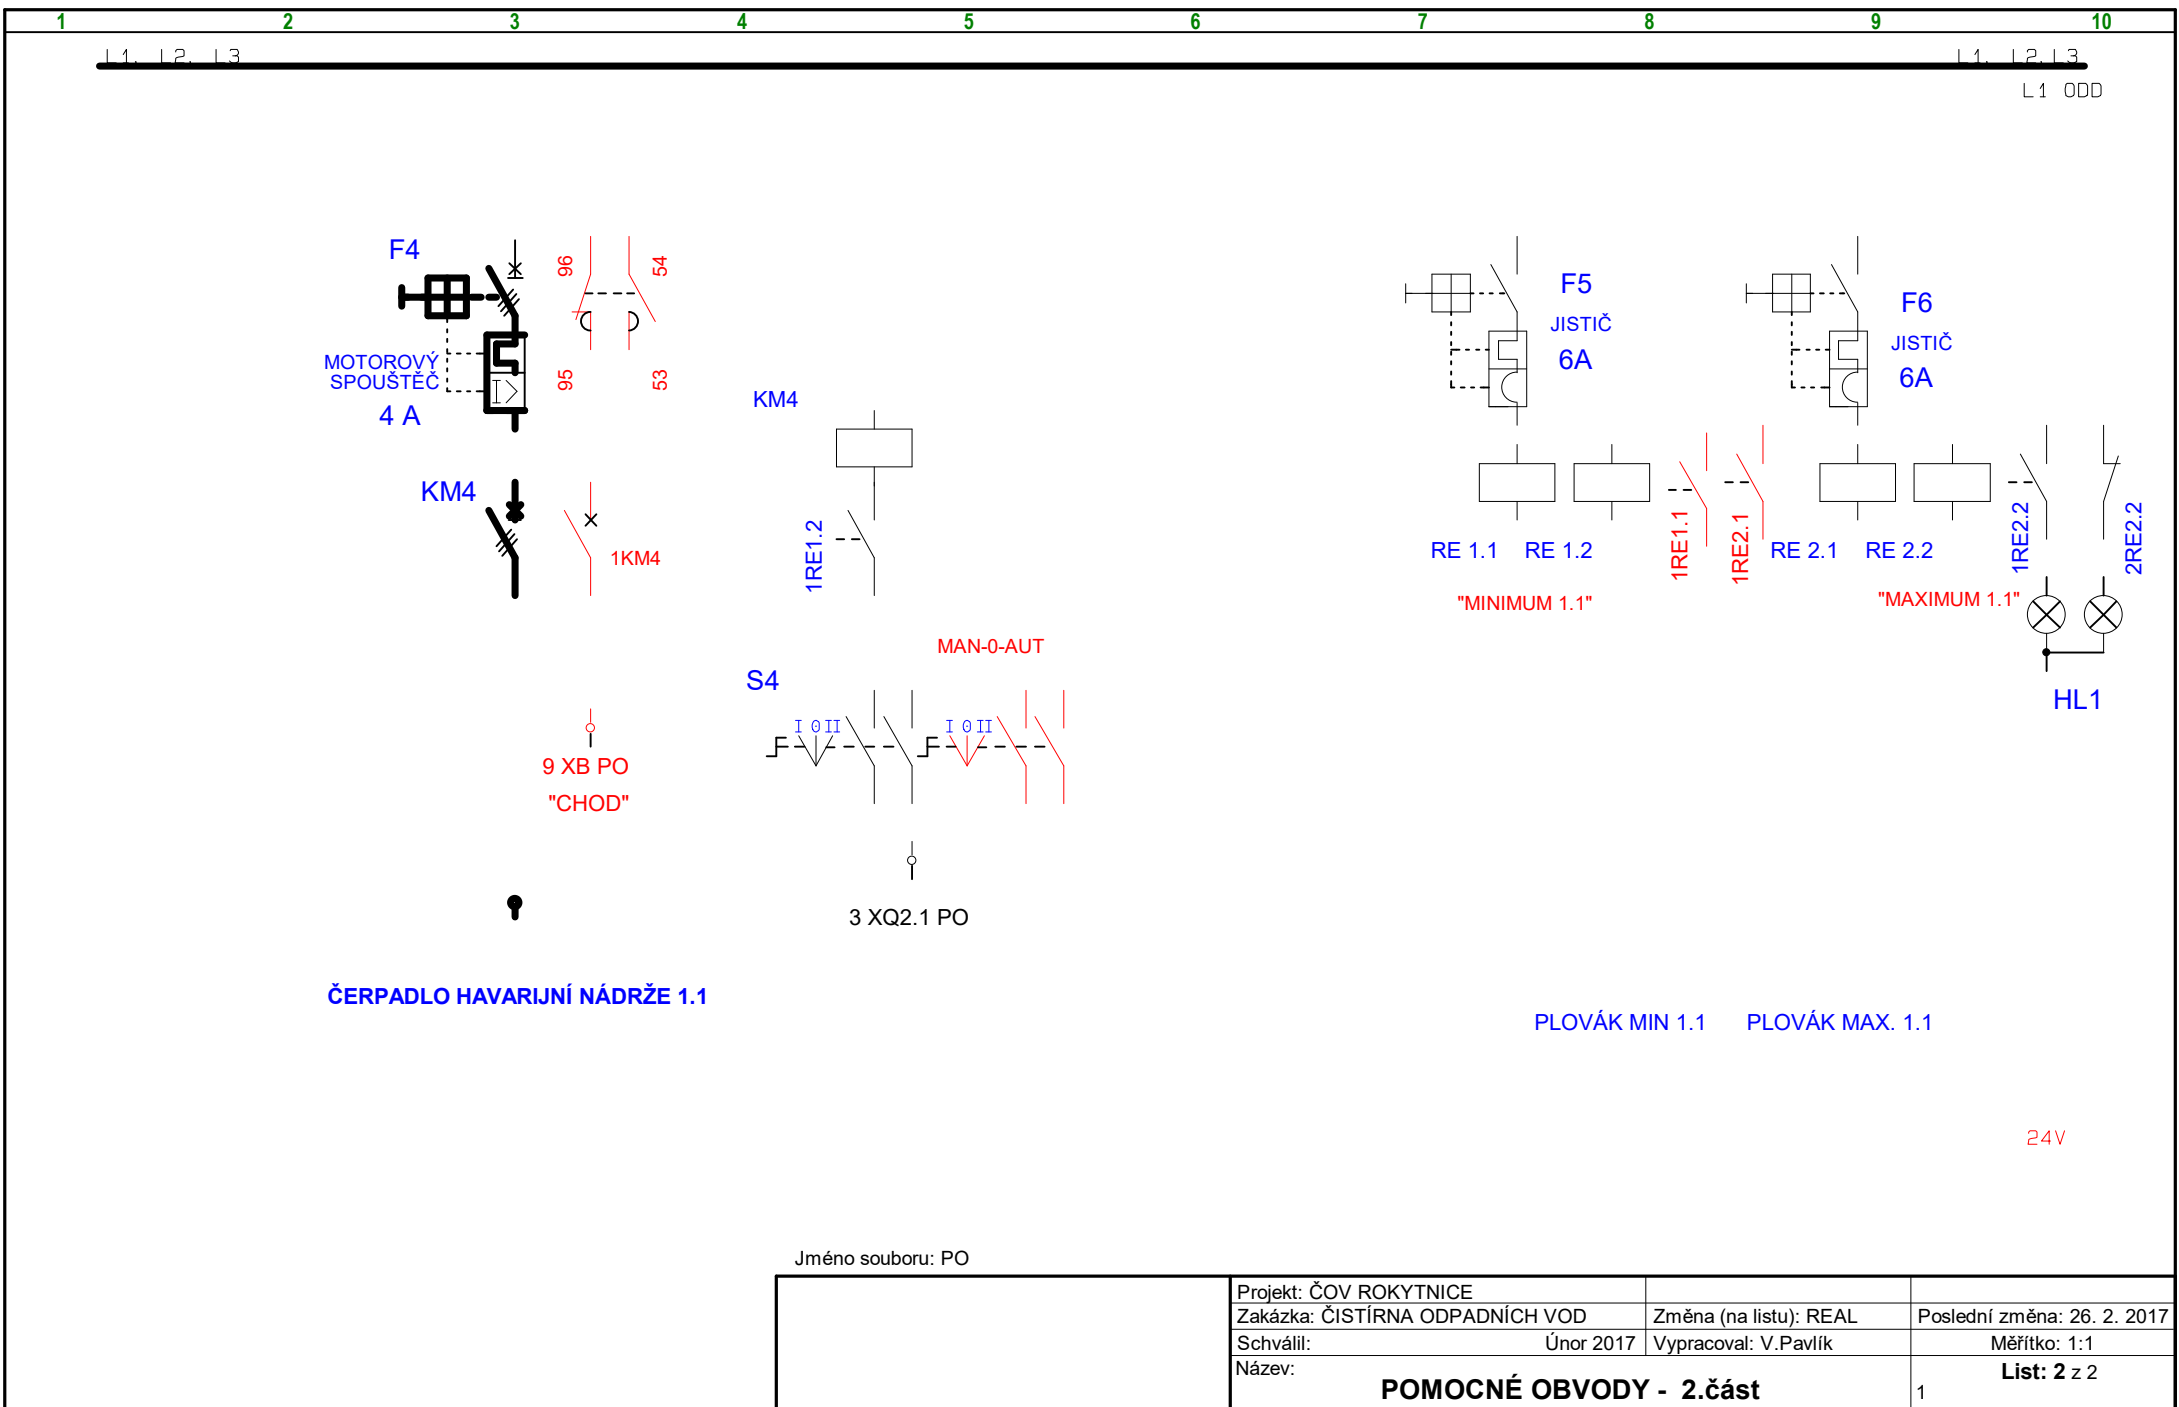 1 2 3 4 5 6 7 8 9 10
L1, L2, L3
L1, L2, L3
L1 ODD
F4
96
54
MOTOROVÝ
SPOUŠTĚČ
4 A
I>
95
53
F5
JISTIČ
6A
F6
JISTIČ
6A
KM4
KM4
1KM4
1RE1.2
RE 1.1
RE 1.2
1RE1.1
1RE2.1
RE 2.1
RE 2.2
1RE2.2
2RE2.2
"MINIMUM 1.1"
"MAXIMUM 1.1"
MAN-0-AUT
S4
I 0 II
I 0 II
HL1
9 XB PO
"CHOD"
3 XQ2.1 PO
ČERPADLO HAVARIJNÍ NÁDRŽE 1.1
PLOVÁK MIN 1.1
PLOVÁK MAX. 1.1
24V
Jméno souboru: PO
Projekt: ČOV ROKYTNICE
Zakázka: ČISTÍRNA ODPADNÍCH VOD
Změna (na listu): REAL
Poslední změna: 26. 2. 2017
Schválil:
Únor 2017
Vypracoval: V.Pavlík
Měřítko: 1:1
Název:
POMOCNÉ OBVODY - 2.část
List: 2 z 2
1